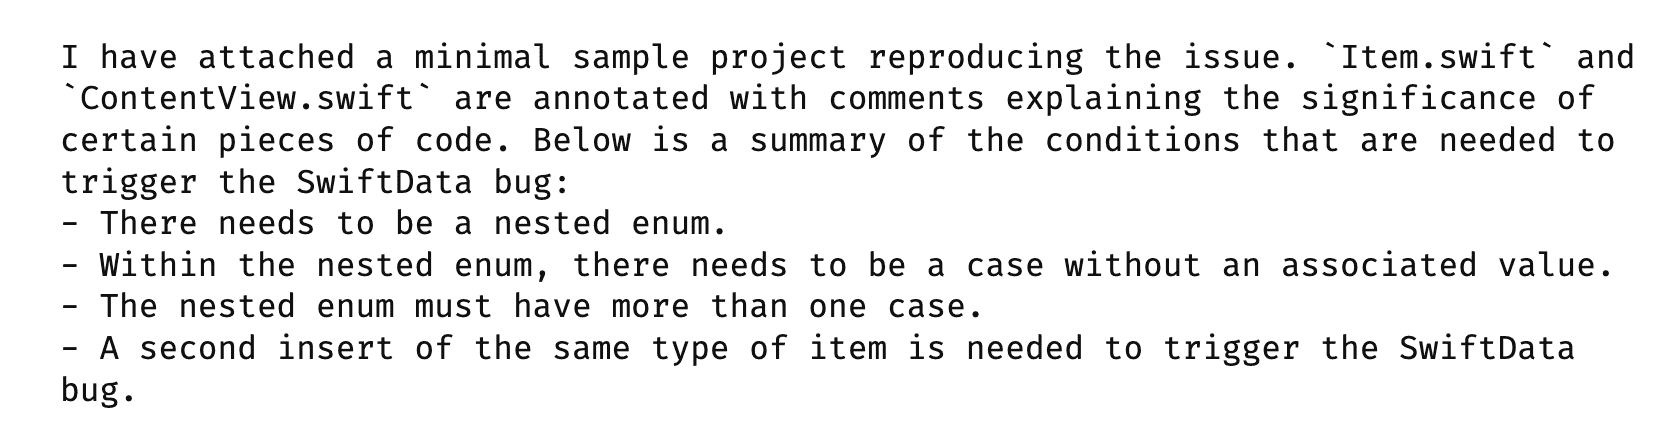 I have attached a minimal sample project reproducing the issue. `Item.swift` and
`ContentView.swift` are annotated with comments explaining the significance of
certain pieces of code. Below is a summary of the conditions that are needed to
trigger the SwiftData bug:
- There needs to be a nested enum.
- Within the nested enum, there needs to be a case without an associated value.
- The nested enum must have more than one case.
- A second insert of the same type of item is needed to trigger the SwiftData
bug.